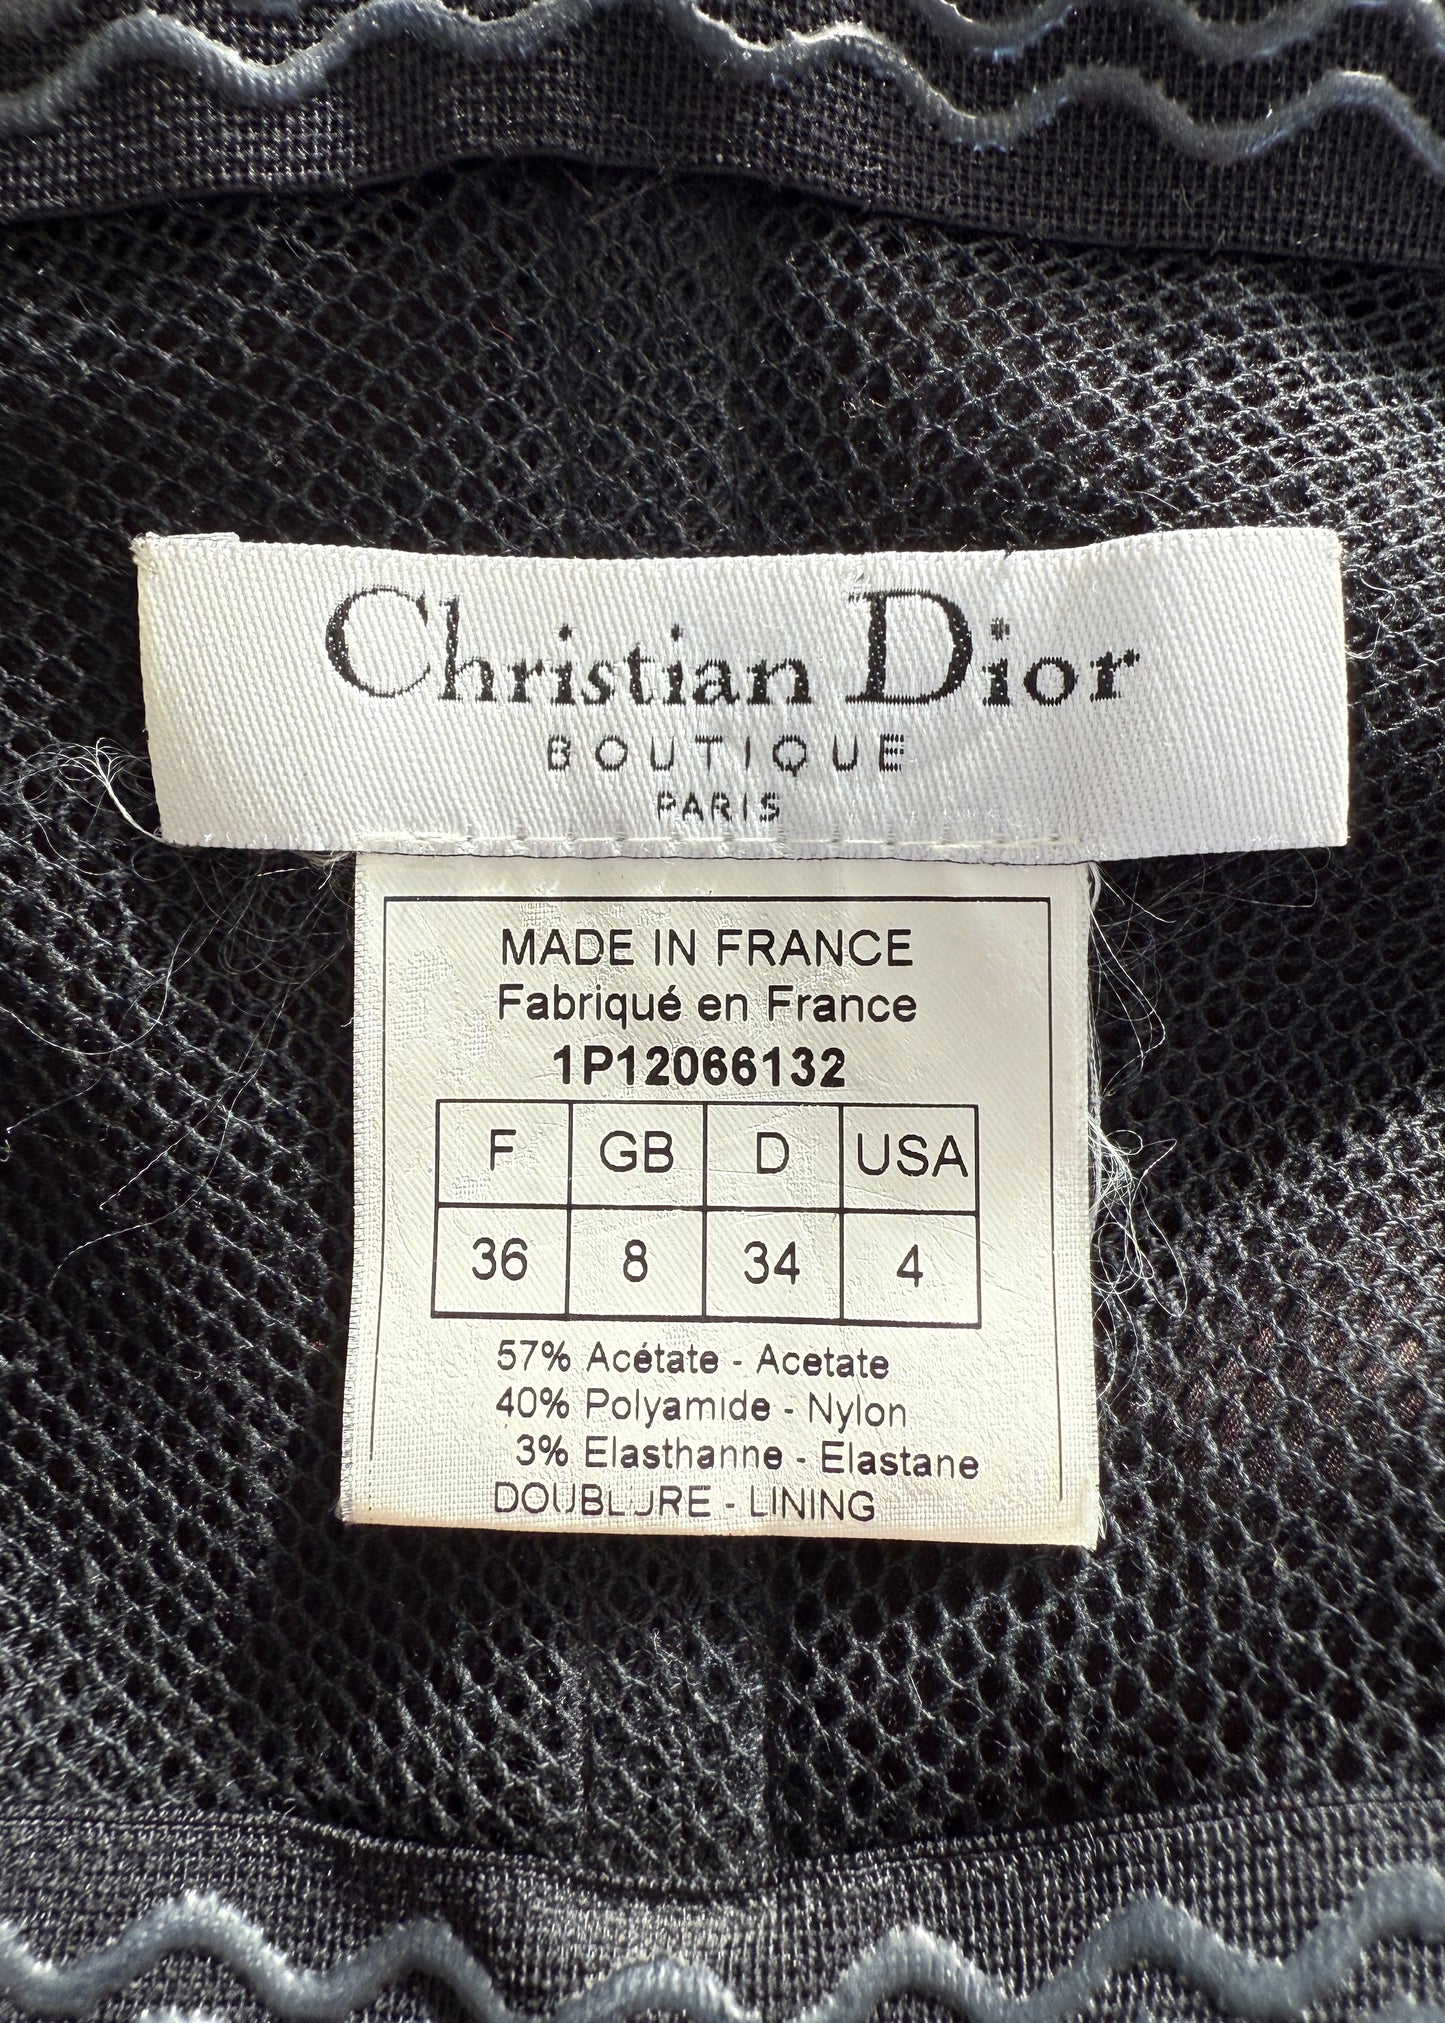 Christian Dior
BOUTIQUE
PARIS
MADE IN FRANCE
Fabriqué en France
1P12066132
F GB D USA
36 8 34 4
57% Acétate - Acetate
40% Polyamide - Nylon
3% Elasthanne - Elastane
DOUBLURE - LINING